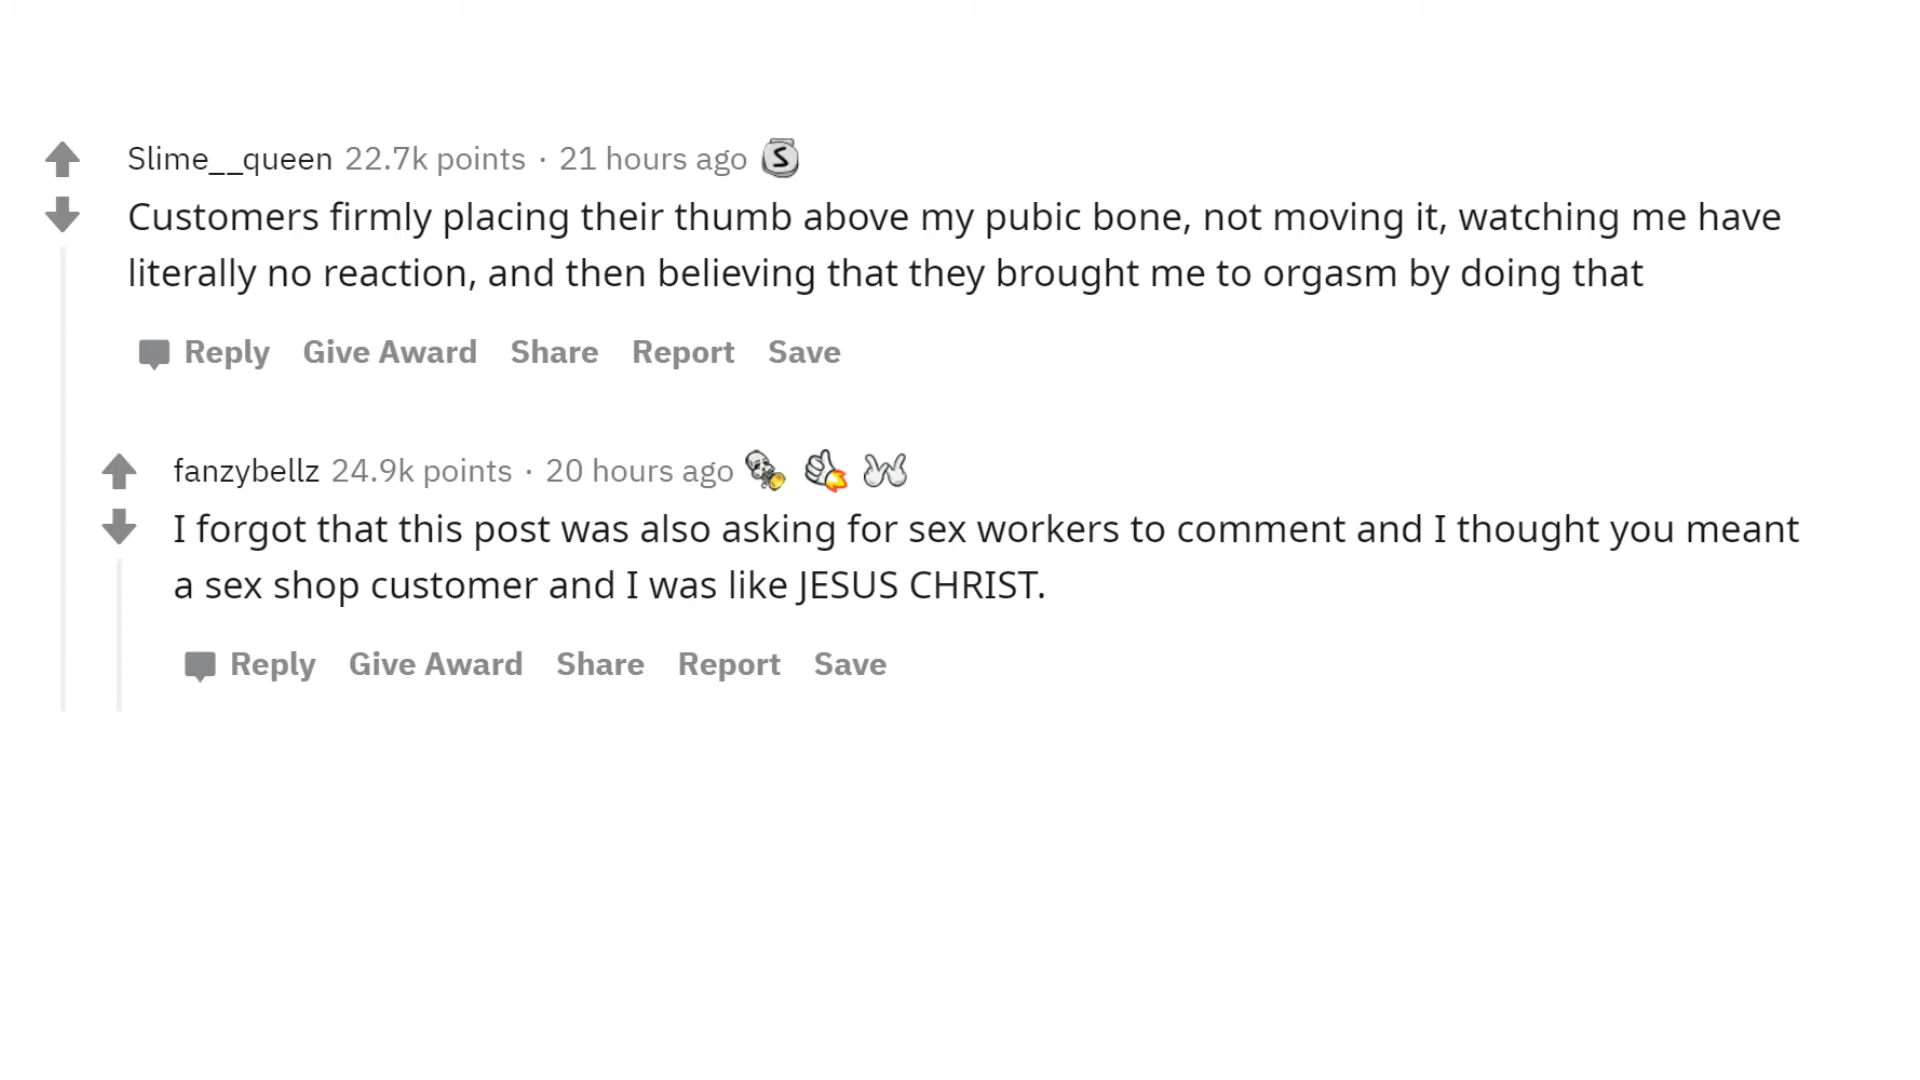 Slime__queen 22.7k points · 21 hours ago
Customers firmly placing their thumb above my pubic bone, not moving it, watching me have
literally no reaction, and then believing that they brought me to orgasm by doing that
Reply Give Award Share Report Save
fanzybellz 24.9k points · 20 hours ago
I forgot that this post was also asking for sex workers to comment and I thought you meant
a sex shop customer and I was like JESUS CHRIST.
Reply Give Award Share Report Save